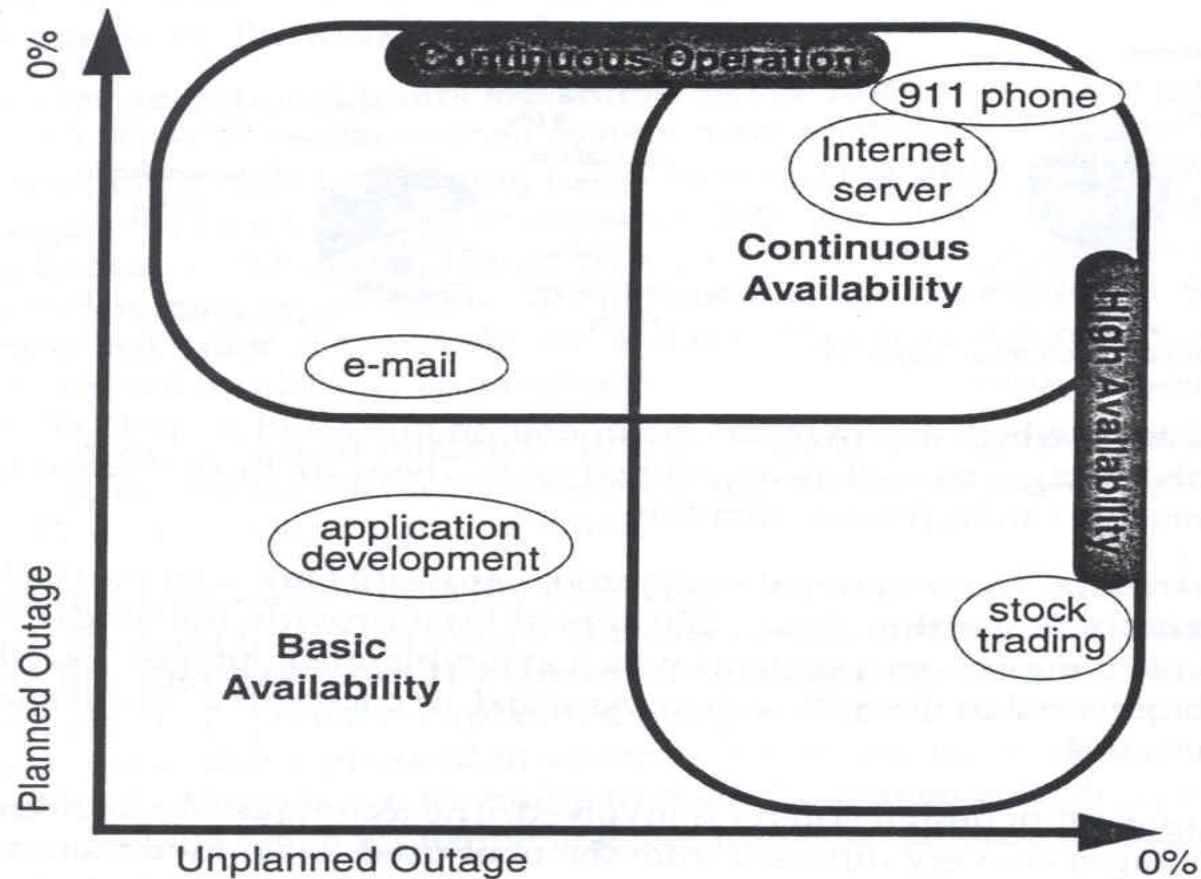 0%
Continuous Operation
911 phone
Internet
server
Continuous
Availability
High Availability
e-mail
application
development
stock
trading
Basic
Availability
Planned Outage
Unplanned Outage
0%